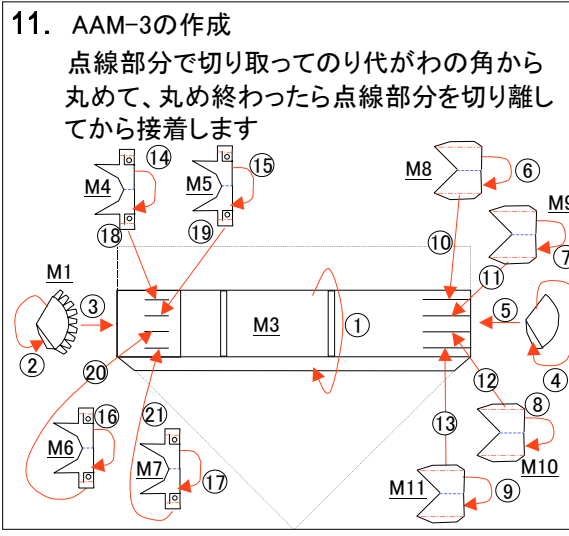 11. AAM-3の作成
点線部分で切り取ってのり代がわの角から
丸めて、丸め終わったら点線部分を切り離し
てから接着します
M4
⑭
M5
⑮
M8
⑥
M9
⑦
⑱
⑲
⑩
⑪
M1
③
②
M3
①
⑤
④
⑳
㉑
⑫
⑬
M6
⑯
M7
⑰
⑧
M10
M11
⑨